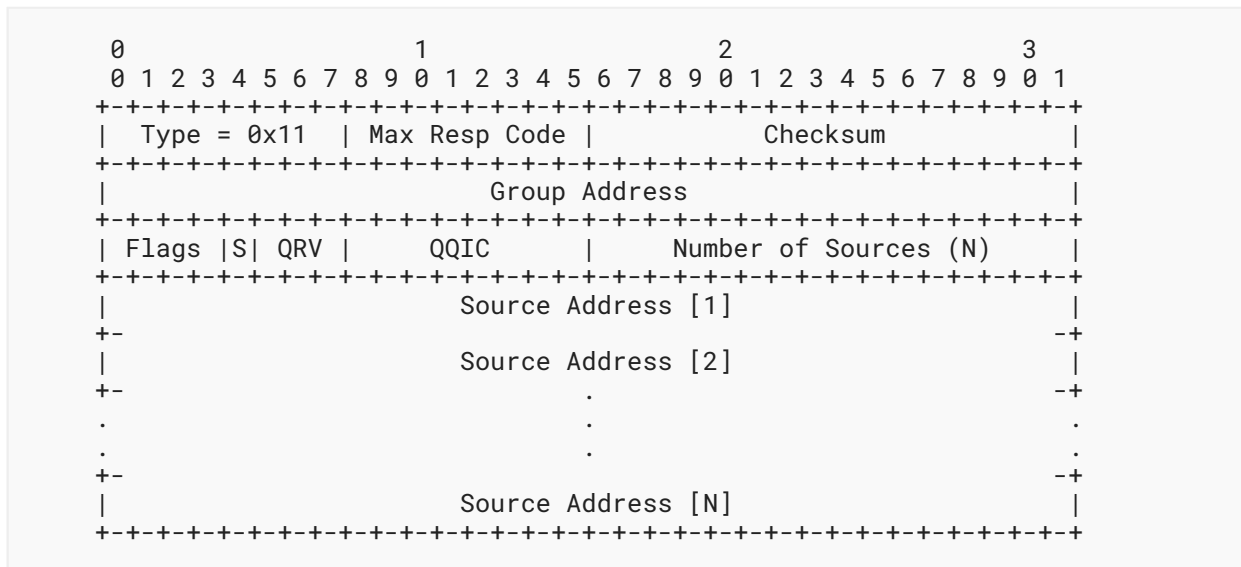 0                   1                   2                   3
 0 1 2 3 4 5 6 7 8 9 0 1 2 3 4 5 6 7 8 9 0 1 2 3 4 5 6 7 8 9 0 1
+-+-+-+-+-+-+-+-+-+-+-+-+-+-+-+-+-+-+-+-+-+-+-+-+-+-+-+-+-+-+-+-+
|  Type = 0x11  | Max Resp Code |           Checksum            |
+-+-+-+-+-+-+-+-+-+-+-+-+-+-+-+-+-+-+-+-+-+-+-+-+-+-+-+-+-+-+-+-+
|                         Group Address                         |
+-+-+-+-+-+-+-+-+-+-+-+-+-+-+-+-+-+-+-+-+-+-+-+-+-+-+-+-+-+-+-+-+
| Flags |S| QRV |     QQIC      |     Number of Sources (N)     |
+-+-+-+-+-+-+-+-+-+-+-+-+-+-+-+-+-+-+-+-+-+-+-+-+-+-+-+-+-+-+-+-+
|                       Source Address [1]                      |
+-                                                             -+
|                       Source Address [2]                      |
+-                              .                              -+
.                               .                               .
.                               .                               .
+-                                                             -+
|                       Source Address [N]                      |
+-+-+-+-+-+-+-+-+-+-+-+-+-+-+-+-+-+-+-+-+-+-+-+-+-+-+-+-+-+-+-+-+